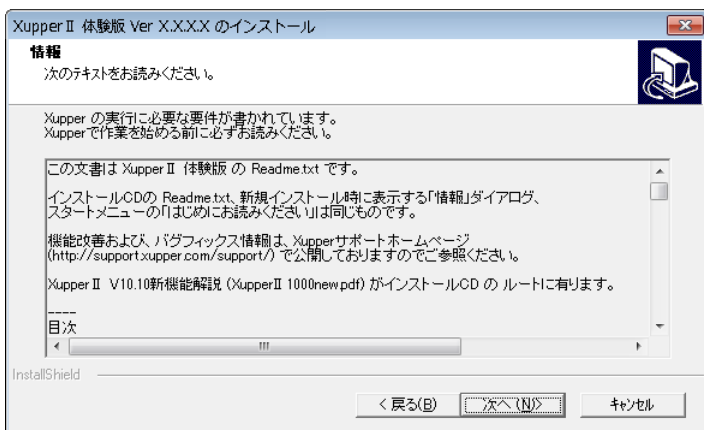 XupperⅡ 体験版 Ver X.X.X.X のインストール
情報
次のテキストをお読みください。
Xupper の実行に必要な要件が書かれています。
Xupperで作業を始める前に必ずお読みください。
この文書は XupperⅡ 体験版 の Readme.txt です。
インストールCDの Readme.txt、新規インストール時に表示する「情報」ダイアログ、
スタートメニューの「はじめにお読みください」は同じものです。
機能改善および、バグフィックス情報は、Xupperサポートホームページ
(http://support.xupper.com/support/) で公開しておりますのでご参照ください。
XupperⅡ V10.10新機能解説 (XupperⅡ 1000new.pdf) がインストールCD の ルートに有ります。
----
目次
InstallShield
< 戻る(B)
次へ (N)>
キャンセル